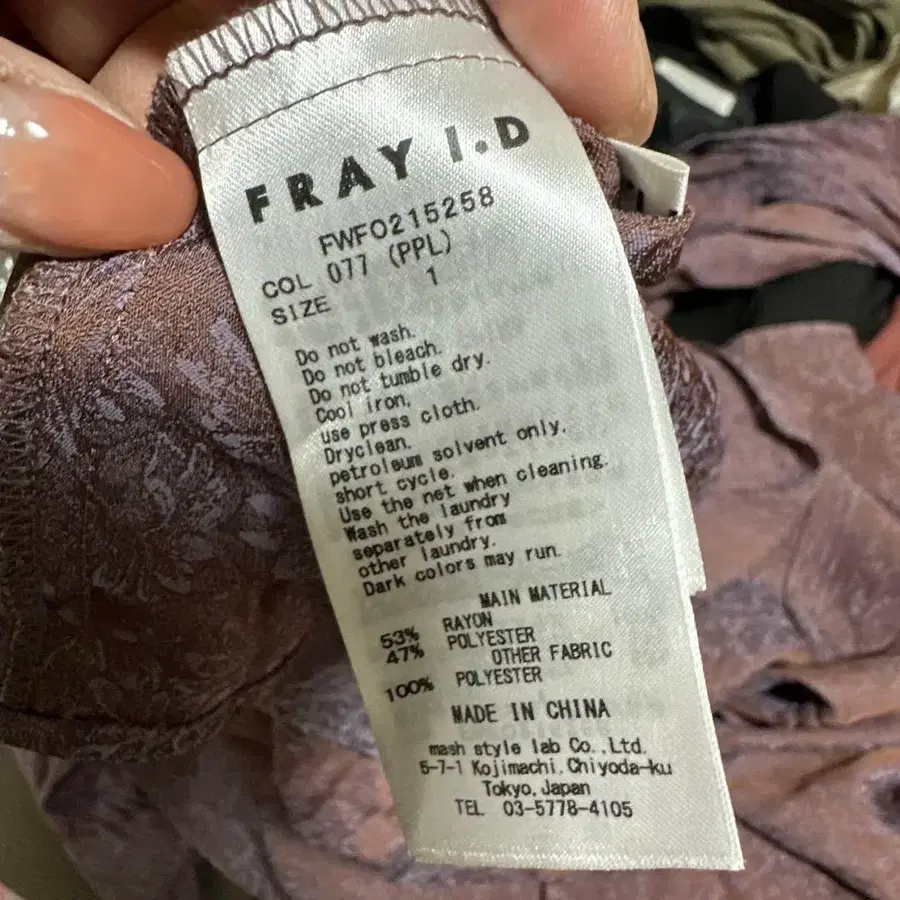 FRAY I.D
FWFO215258
COL 077 (PPL)
SIZE 1
Do not wash.
Do not bleach.
Do not tumble dry.
Cool iron,
use press cloth.
Dryclean,
petroleum solvent only.
short cycle.
Use the net when cleaning.
Wash the laundry
separately from
other laundry.
Dark colors may run.
MAIN MATERIAL
53% RAYON
47% POLYESTER
OTHER FABRIC
100% POLYESTER
MADE IN CHINA
mash style lab Co.,Ltd.
5-7-1 Kojimachi,Chiyoda-ku
Tokyo,Japan
TEL 03-5778-4105